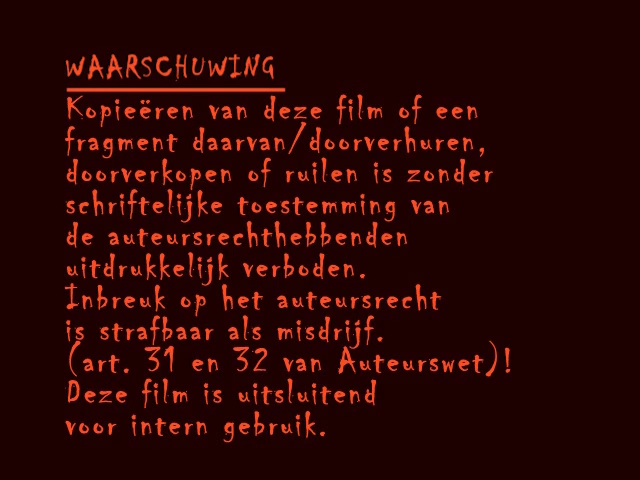 WAARSCHUWING
Kopieëren van deze film of een
fragment daarvan/doorverhuren,
doorverkopen of ruilen is zonder
schriftelijke toestemming van
de auteursrechthebbenden
uitdrukkelijk verboden.
Inbreuk op het auteursrecht
is strafbaar als misdrijf.
(art. 31 en 32 van Auteurswet)!
Deze film is uitsluitend
voor intern gebruik.